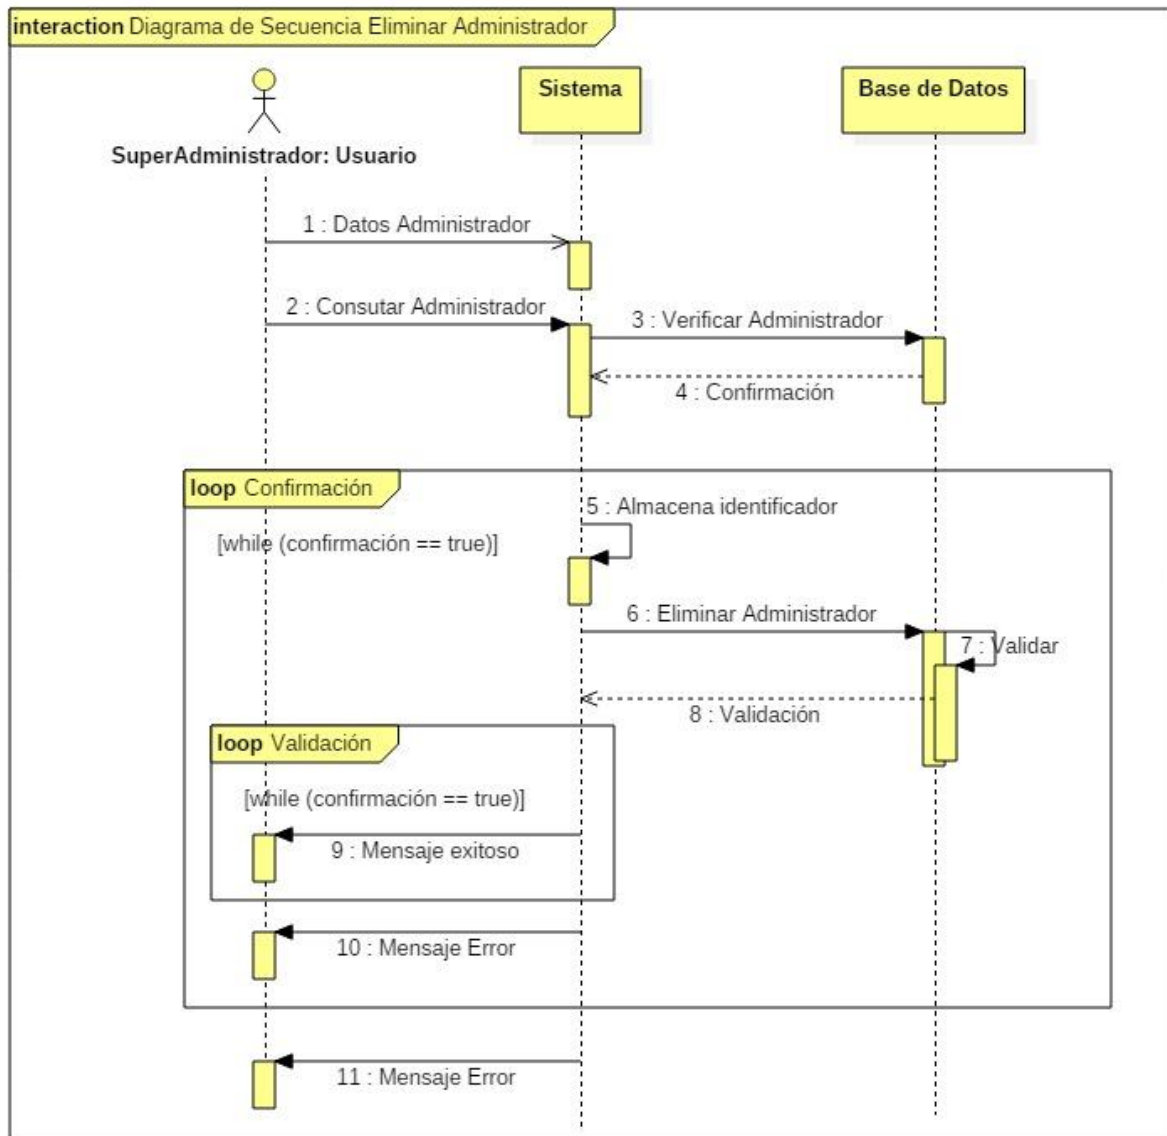 interaction Diagrama de Secuencia Eliminar Administrador
Sistema
Base de Datos
SuperAdministrador: Usuario
1 : Datos Administrador
2 : Consutar Administrador
3 : Verificar Administrador
4 : Confirmación
loop Confirmación
5 : Almacena identificador
[while (confirmación == true)]
6 : Eliminar Administrador
7 : Validar
8 : Validación
loop Validación
[while (confirmación == true)]
9 : Mensaje exitoso
10 : Mensaje Error
11 : Mensaje Error